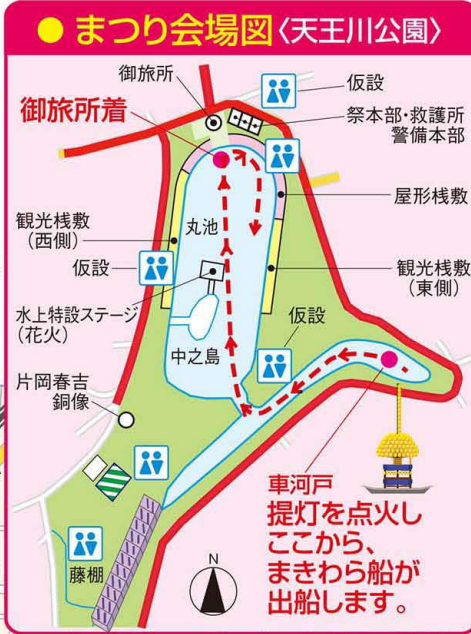 ● まつり会場図〈天王川公園〉
御旅所
仮設
御旅所着
祭本部・救護所
警備本部
屋形桟敷
丸池
観光桟敷
(西側)
仮設
観光桟敷
(東側)
水上特設ステージ
(花火)
仮設
中之島
片岡春吉
銅像
車河戸
提灯を点火し
ここから、
まきわら船が
出船します。
藤棚
N